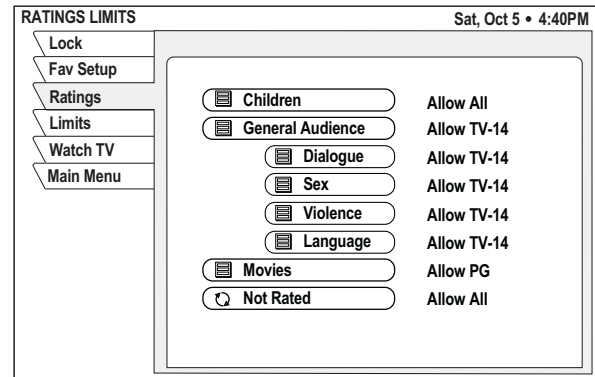 RATINGS LIMITS
Sat, Oct 5 • 4:40PM
Lock
Fav Setup
Ratings
Limits
Watch TV
Main Menu
Children Allow All
General Audience Allow TV-14
Dialogue Allow TV-14
Sex Allow TV-14
Violence Allow TV-14
Language Allow TV-14
Movies Allow PG
Not Rated Allow All